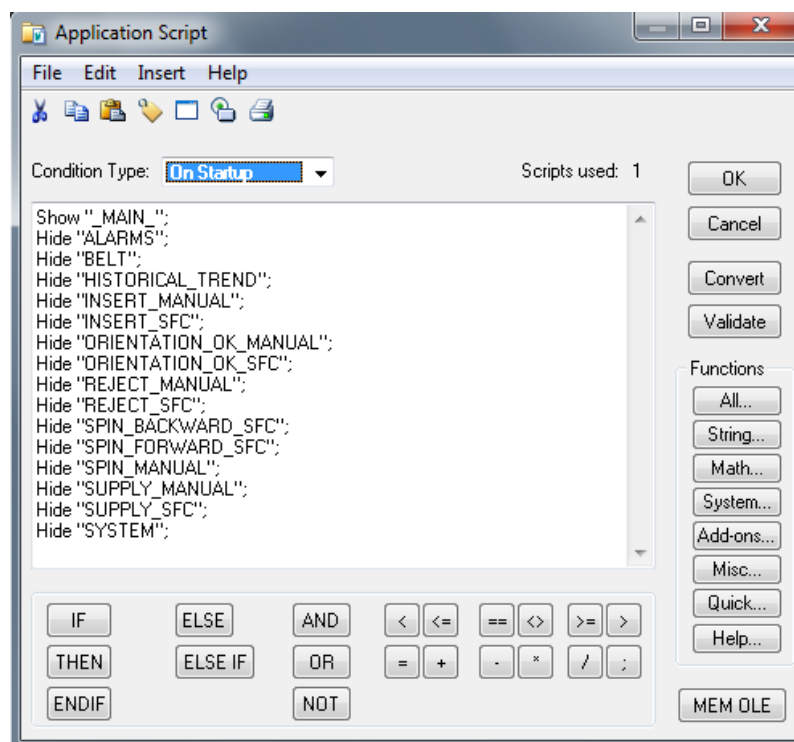 Application Script
File Edit Insert Help
Condition Type: On Startup Scripts used: 1
Show "_MAIN_";
Hide "ALARMS";
Hide "BELT";
Hide "HISTORICAL_TREND";
Hide "INSERT_MANUAL";
Hide "INSERT_SFC";
Hide "ORIENTATION_OK_MANUAL";
Hide "ORIENTATION_OK_SFC";
Hide "REJECT_MANUAL";
Hide "REJECT_SFC";
Hide "SPIN_BACKWARD_SFC";
Hide "SPIN_FORWARD_SFC";
Hide "SPIN_MANUAL";
Hide "SUPPLY_MANUAL";
Hide "SUPPLY_SFC";
Hide "SYSTEM";
OK
Cancel
Convert
Validate
Functions
All...
String...
Math...
System...
Add-ons...
Misc...
Quick...
Help...
MEM OLE
IF ELSE AND < <= == <> >= >
THEN ELSE IF OR = + - * / ;
ENDIF NOT